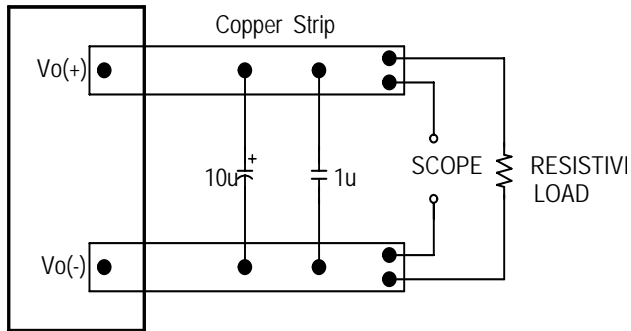 Copper Strip
Vo(+)
+
10u
1u
SCOPE
RESISTIVE
LOAD
Vo(-)